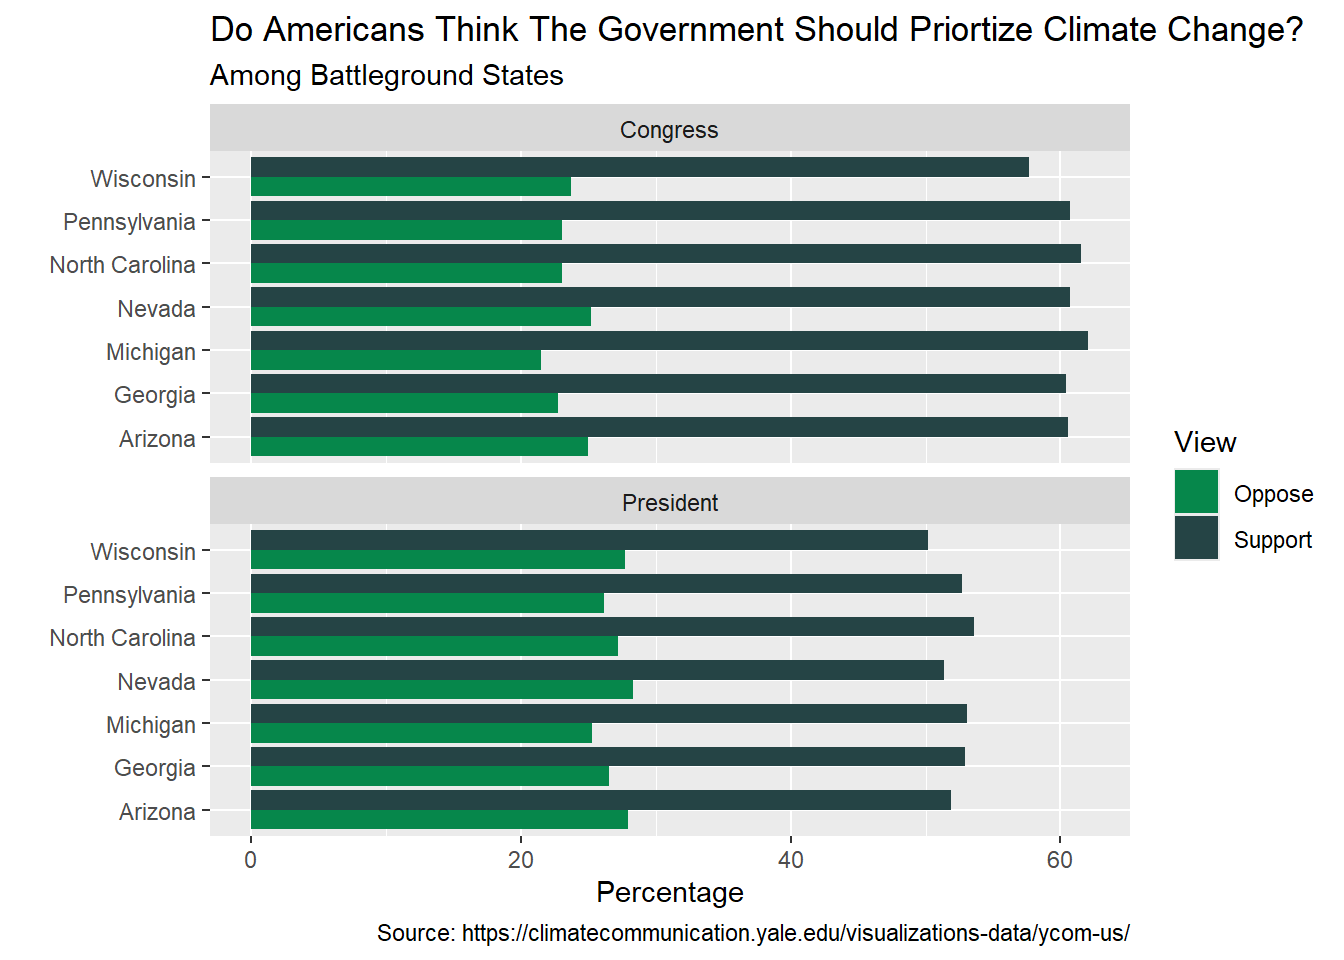 Do Americans Think The Government Should Priortize Climate Change?
Among Battleground States
Congress
Wisconsin
Pennsylvania
North Carolina
Nevada
Michigan
Georgia
Arizona
President
Wisconsin
Pennsylvania
North Carolina
Nevada
Michigan
Georgia
Arizona
0 20 40 60
Percentage
Source: https://climatecommunication.yale.edu/visualizations-data/ycom-us/
View
Oppose
Support